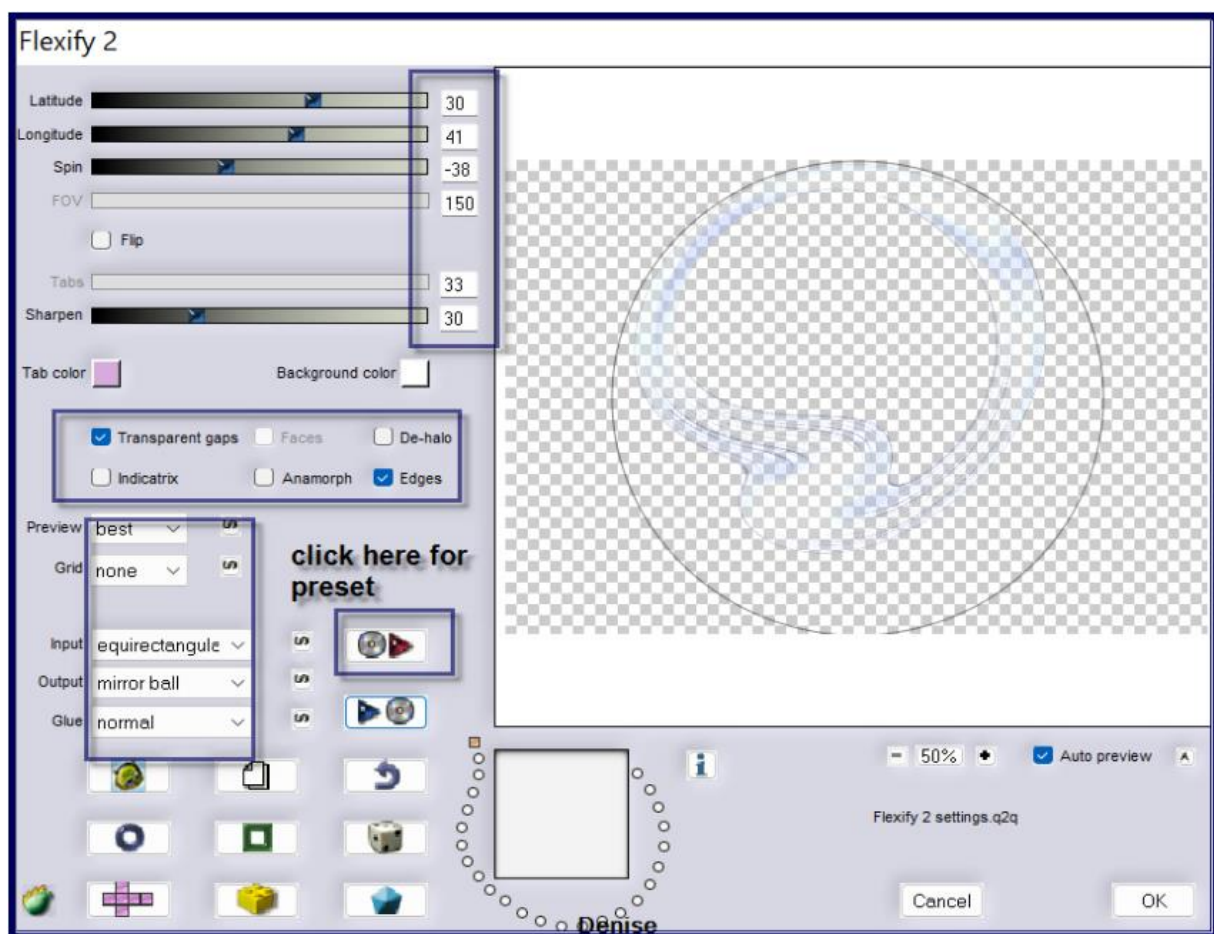 Flexify 2
Latitude 30
Longitude 41
Spin -38
FOV 150
Flip
Tabs 33
Sharpen 30
Tab color Background color
Transparent gaps Faces De-halo
Indicatrix Anamorph Edges
Preview best S
Grid none S
click here for
preset
Input equirectangule S
Output mirror ball S
Glue normal S
i - 50% + Auto preview ^
Flexify 2 settings.q2q
Cancel OK
Denise